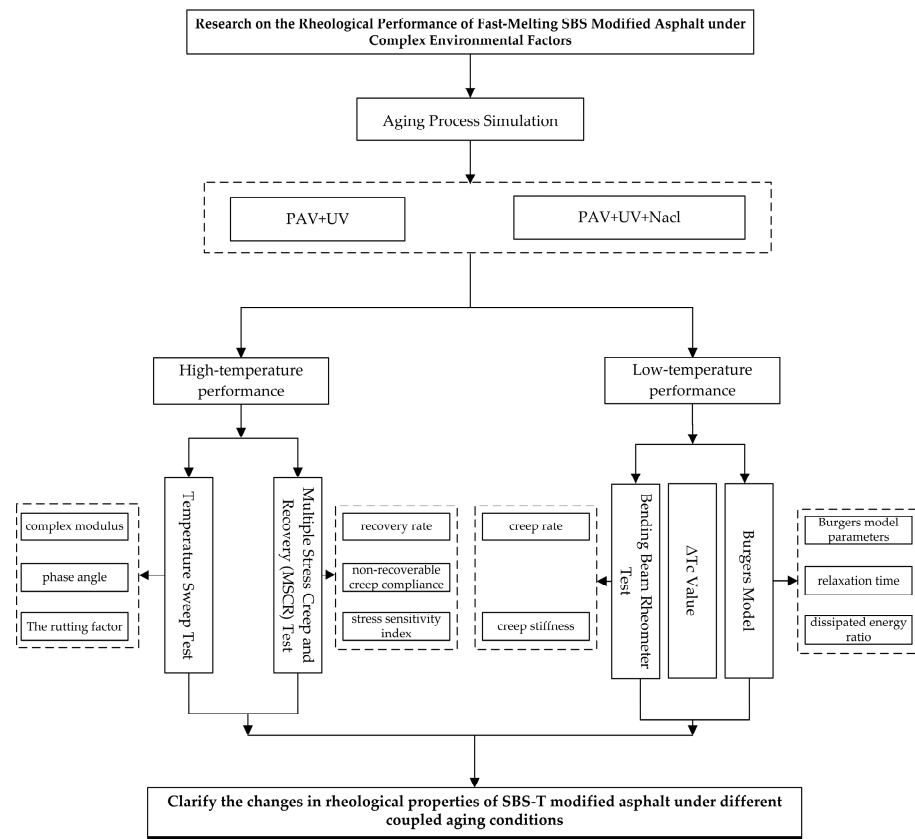 Research on the Rheological Performance of Fast-Melting SBS Modified Asphalt under
Complex Environmental Factors
Aging Process Simulation
PAV+UV
PAV+UV+Nacl
High-temperature
performance
Low-temperature
performance
complex modulus
phase angle
The rutting factor
Temperature Sweep Test
Multiple Stress Creep and
Recovery (MSCR) Test
recovery rate
non-recoverable
creep compliance
stress sensitivity
index
creep rate
creep stiffness
Bending Beam Rheometer
Test
ΔTc Value
Burgers Model
Burgers model
parameters
relaxation time
dissipated energy
ratio
Clarify the changes in rheological properties of SBS-T modified asphalt under different
coupled aging conditions